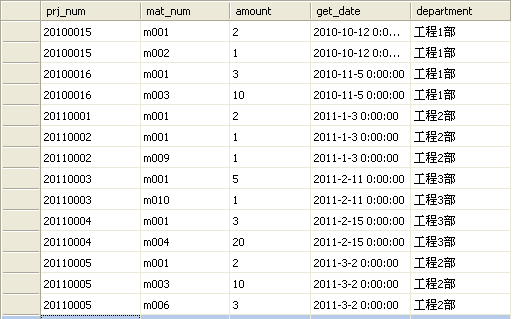 prj_num mat_num amount get_date department
20100015 m001 2 2010-10-12 0:0... 工程1部
20100015 m002 1 2010-10-12 0:0... 工程1部
20100016 m001 3 2010-11-5 0:00:00 工程1部
20100016 m003 10 2010-11-5 0:00:00 工程1部
20110001 m001 2 2011-1-3 0:00:00 工程2部
20110002 m001 1 2011-1-3 0:00:00 工程2部
20110002 m009 1 2011-1-3 0:00:00 工程2部
20110003 m001 5 2011-2-11 0:00:00 工程3部
20110003 m010 1 2011-2-11 0:00:00 工程3部
20110004 m001 3 2011-2-15 0:00:00 工程3部
20110004 m004 20 2011-2-15 0:00:00 工程3部
20110005 m001 2 2011-3-2 0:00:00 工程2部
20110005 m003 10 2011-3-2 0:00:00 工程2部
20110005 m006 3 2011-3-2 0:00:00 工程2部